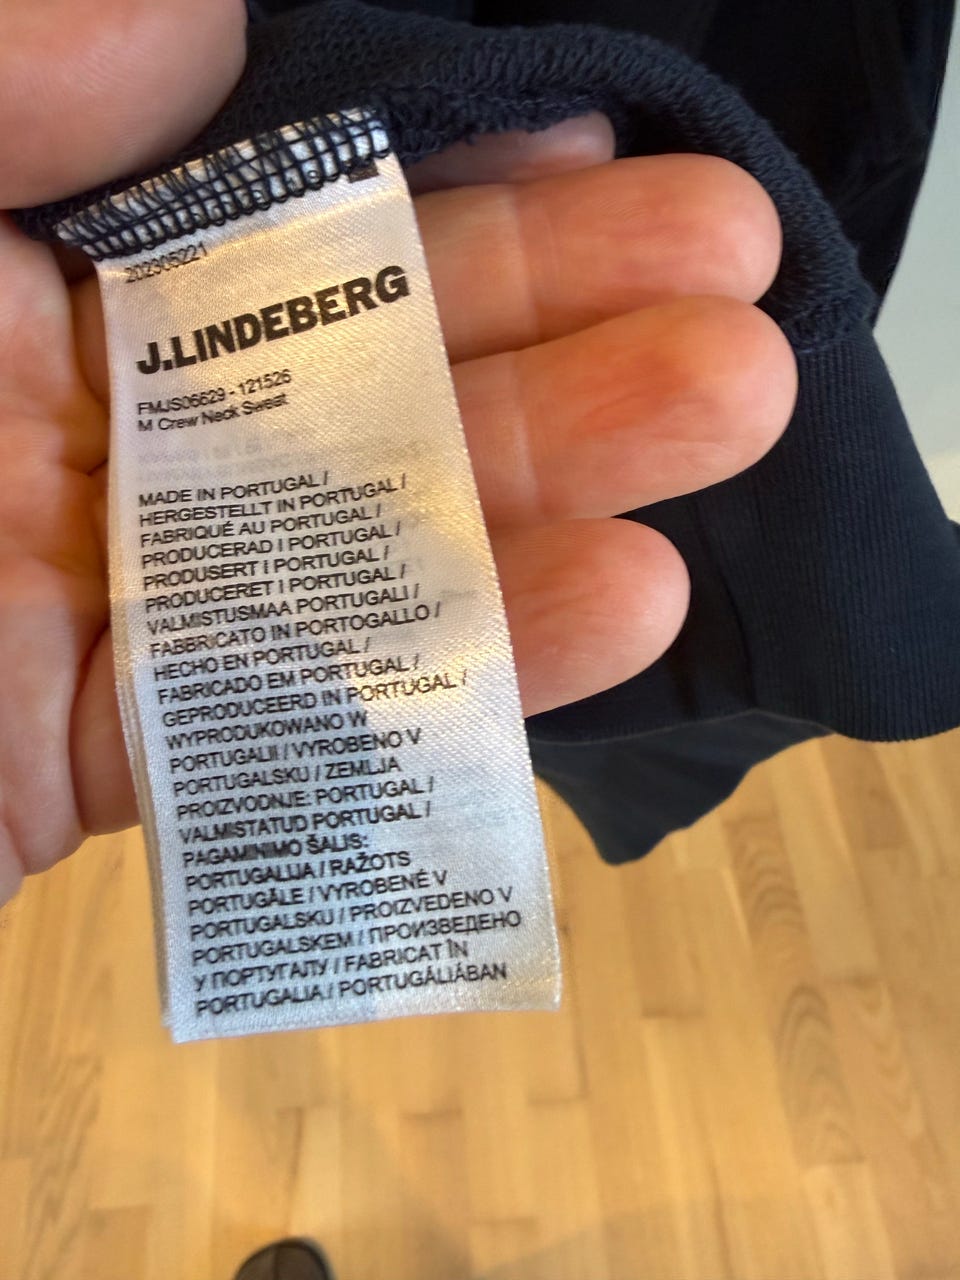 202305221
J.LINDEBERG
FMJS06629 - 121526
M Crew Neck Sweat
MADE IN PORTUGAL /
HERGESTELLT IN PORTUGAL /
FABRIQUÉ AU PORTUGAL /
PRODUCERAD I PORTUGAL /
PRODUSERT I PORTUGAL /
PRODUCERET I PORTUGAL /
VALMISTUSMAA PORTUGALI /
FABBRICATO IN PORTOGALLO /
HECHO EN PORTUGAL /
FABRICADO EM PORTUGAL /
GEPRODUCEERD IN PORTUGAL /
WYPRODUKOWANO W
PORTUGALII / VYROBENO V
PORTUGALSKU / ZEMLJA
PROIZVODNJE: PORTUGAL /
VALMISTATUD PORTUGAL /
PAGAMINIMO ŠALIS:
PORTUGALIJA / RAŽOTS
PORTUGĀLE / VYROBENÉ V
PORTUGALSKU / PROIZVEDENO V
PORTUGALSKEM / ПРОИЗВЕДЕНО
У ПОРТУГАЛУ / FABRICAT ÎN
PORTUGALIA / PORTUGÁLIÁBAN